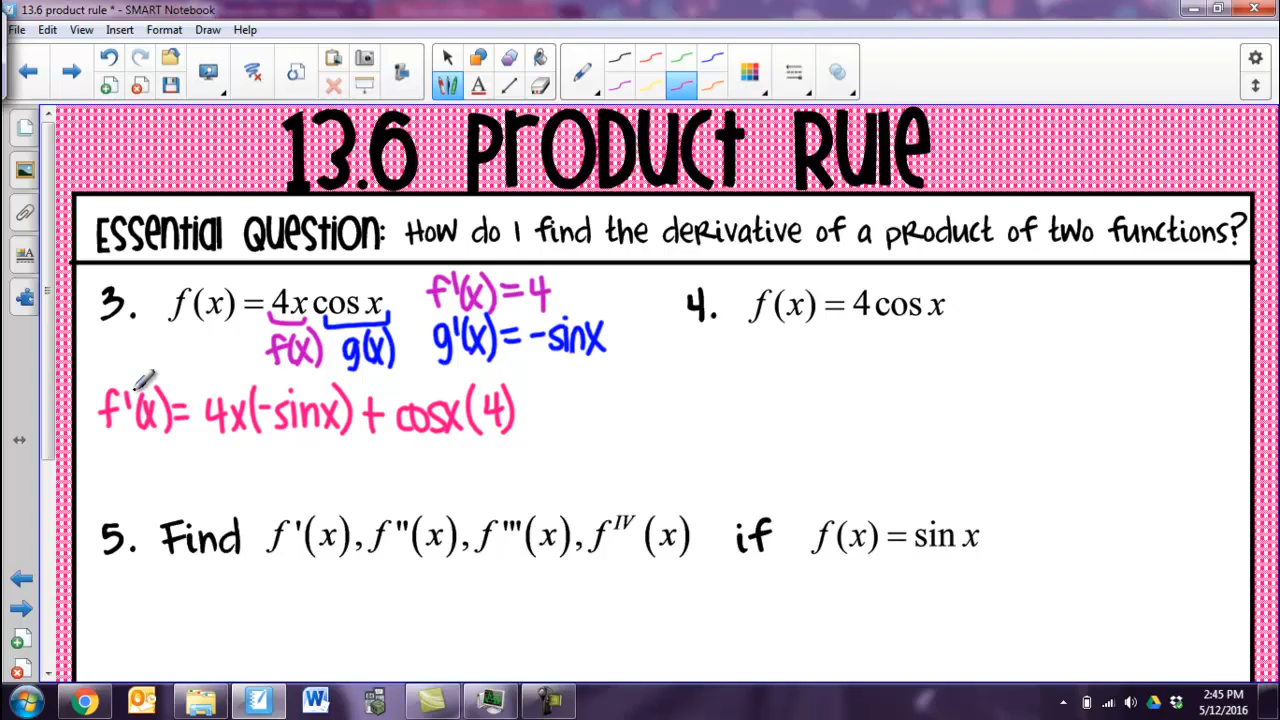 13.6 product rule * - SMART Notebook
File Edit View Insert Format Draw Help
13.6 Product Rule
Essential Question: How do I find the derivative of a product of two functions?
3. f(x) = 4x cos x
f'(x) = 4
f(x) g(x)
g'(x) = -sinx
4. f(x) = 4 cos x
f'(x) = 4x(-sinx) + cosx(4)
5. Find f'(x), f''(x), f'''(x), f^IV(x) if f(x) = sin x
2:45 PM
5/12/2016